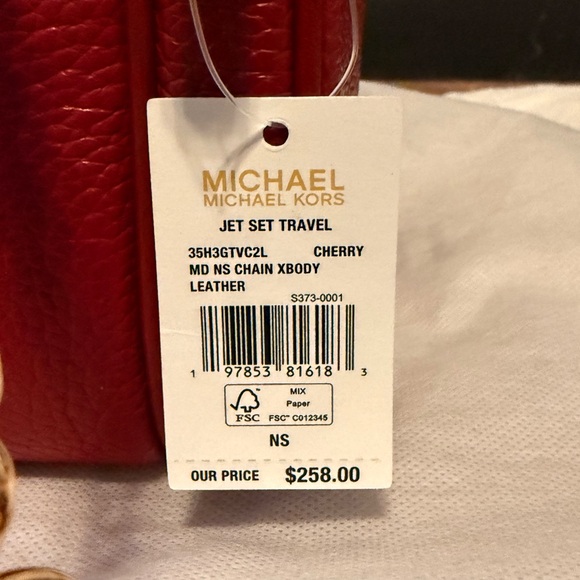 MICHAEL
MICHAEL KORS
JET SET TRAVEL
35H3GTVC2L CHERRY
MD NS CHAIN XBODY
LEATHER
S373-0001
1 97853 81618 3
MIX
Paper
FSC FSC™ C012345
NS
OUR PRICE $258.00